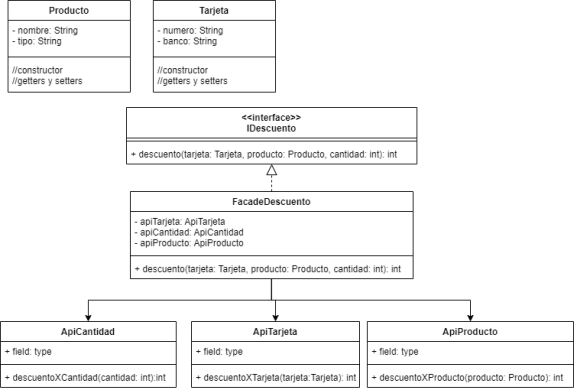 Producto
- nombre: String
- tipo: String
//constructor
//getters y setters
Tarjeta
- numero: String
- banco: String
//constructor
//getters y setters
<<interface>>
IDescuento
+ descuento(tarjeta: Tarjeta, producto: Producto, cantidad: int): int
FacadeDescuento
- apiTarjeta: ApiTarjeta
- apiCantidad: ApiCantidad
- apiProducto: ApiProducto
+ descuento(tarjeta: Tarjeta, producto: Producto, cantidad: int): int
ApiCantidad
+ field: type
+ descuentoXCantidad(cantidad: int):int
ApiTarjeta
+ field: type
+ descuentoXTarjeta(tarjeta:Tarjeta): int
ApiProducto
+ field: type
+ descuentoXProducto(producto: Producto): int